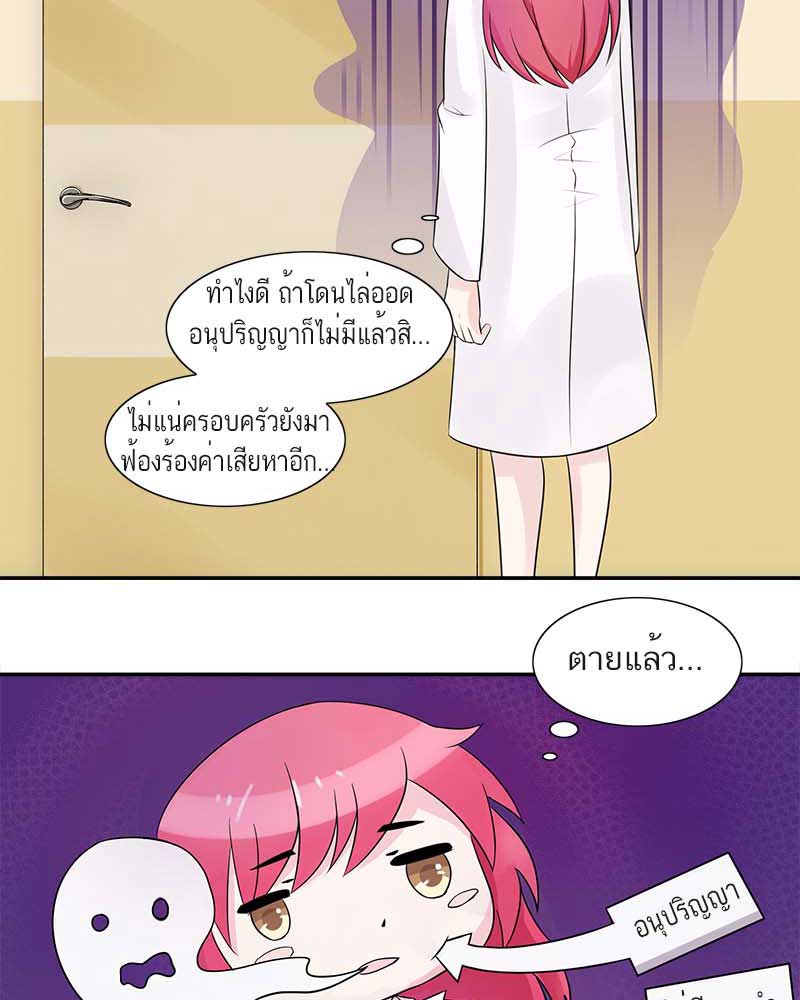 ทำไงดี ถ้าโดนไล่ออด
อนุปริญญาก็ไม่มีแล้วสิ...
ไม่แน่ครอบครัวยังมา
ฟ้องร้องค่าเสียหาอีก...
ตายแล้ว...
อนุปริญญา